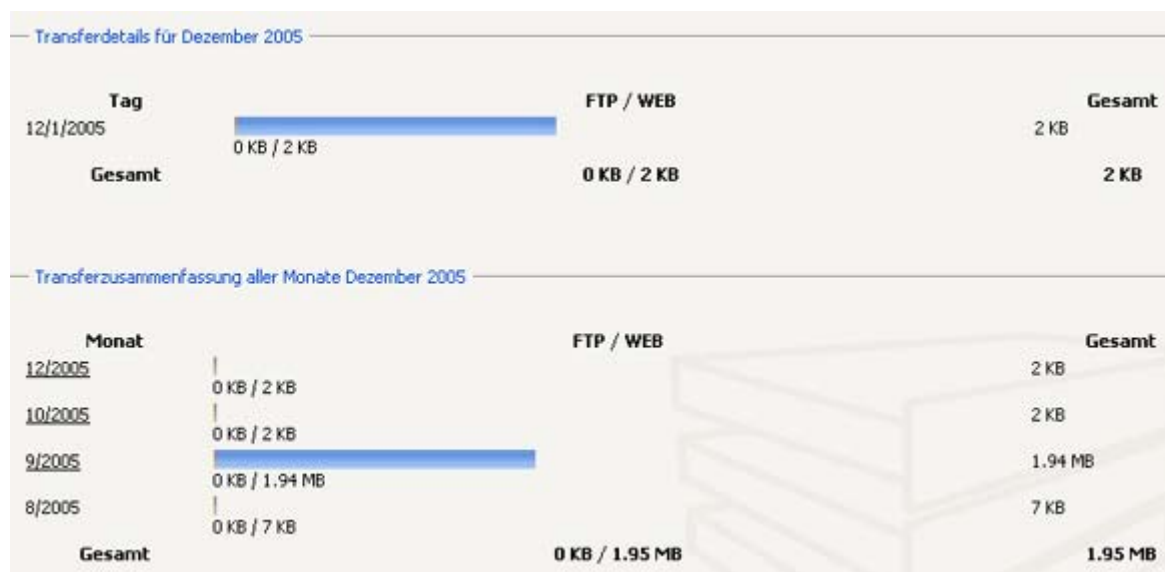 Transferdetails für Dezember 2005
Tag FTP / WEB Gesamt
12/1/2005 2 KB
0 KB / 2 KB
Gesamt 0 KB / 2 KB 2 KB
Transferzusammenfassung aller Monate Dezember 2005
Monat FTP / WEB Gesamt
12/2005 2 KB
0 KB / 2 KB
10/2005 2 KB
0 KB / 2 KB
9/2005 1.94 MB
0 KB / 1.94 MB
8/2005 7 KB
0 KB / 7 KB
Gesamt 0 KB / 1.95 MB 1.95 MB